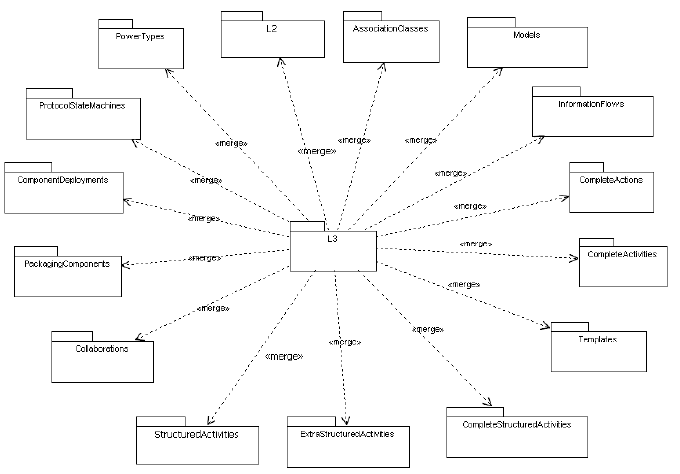 L2
AssociationClasses
Models
PowerTypes
ProtocolStateMachines
InformationFlows
«merge»
«merge»
«merge»
«merge»
«merge»
ComponentDeployments
«merge»
CompleteActions
«merge»
«merge»
L3
«merge»
PackagingComponents
«merge»
CompleteActivities
«merge»
«merge»
«merge»
Collaborations
«merge»
«merge»
Templates
StructuredActivities
ExtraStructuredActivities
CompleteStructuredActivities